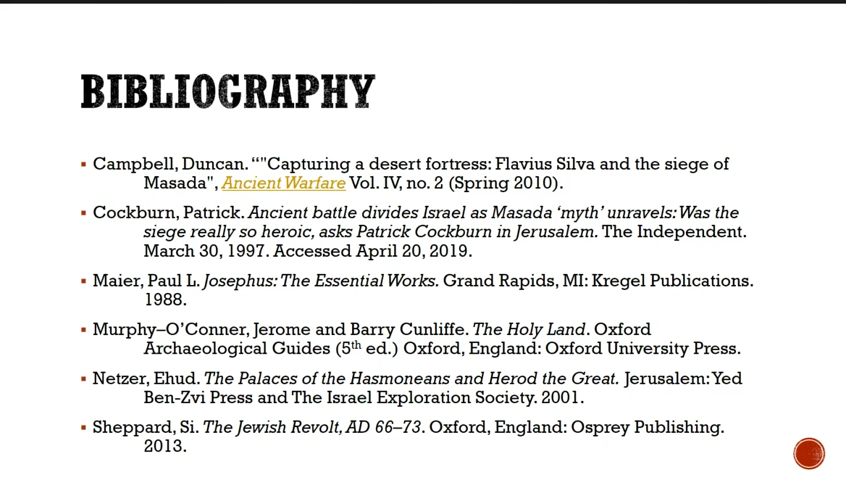 BIBLIOGRAPHY
▪ Campbell, Duncan. “"Capturing a desert fortress: Flavius Silva and the siege of
Masada", Ancient Warfare Vol. IV, no. 2 (Spring 2010).
▪ Cockburn, Patrick. Ancient battle divides Israel as Masada ‘myth’ unravels: Was the
siege really so heroic, asks Patrick Cockburn in Jerusalem. The Independent.
March 30, 1997. Accessed April 20, 2019.
▪ Maier, Paul L. Josephus: The Essential Works. Grand Rapids, MI: Kregel Publications.
1988.
▪ Murphy–O’Conner, Jerome and Barry Cunliffe. The Holy Land. Oxford
Archaeological Guides (5th ed.) Oxford, England: Oxford University Press.
▪ Netzer, Ehud. The Palaces of the Hasmoneans and Herod the Great. Jerusalem: Yed
Ben-Zvi Press and The Israel Exploration Society. 2001.
▪ Sheppard, Si. The Jewish Revolt, AD 66–73. Oxford, England: Osprey Publishing.
2013.